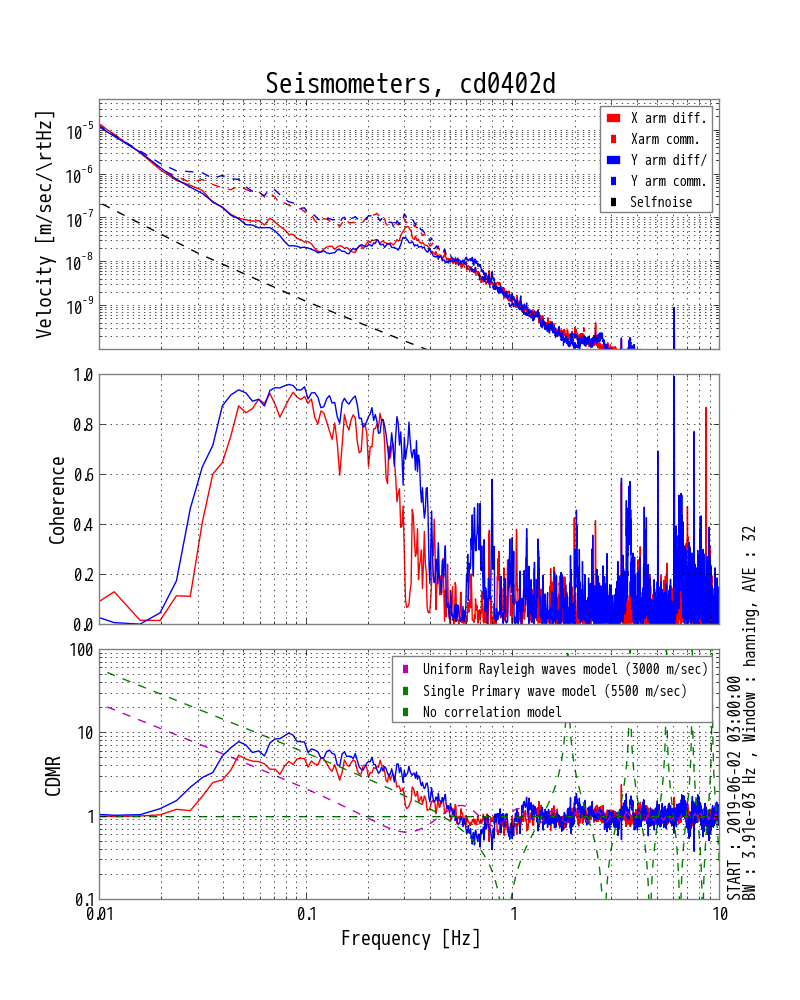 Seismometers, cd0402d
Velocity [m/sec/\rtHz]
10^-5
10^-6
10^-7
10^-8
10^-9
X arm diff.
Xarm comm.
Y arm diff/
Y arm comm.
Selfnoise
Coherence
1.0
0.8
0.6
0.4
0.2
0.0
CDMR
100
10
1
0.1
Uniform Rayleigh waves model (3000 m/sec)
Single Primary wave model (5500 m/sec)
No correlation model
0.01
0.1
1
10
Frequency [Hz]
START : 2019-06-02 03:00:00
BW : 3.91e-03 Hz , Window : hanning, AVE : 32